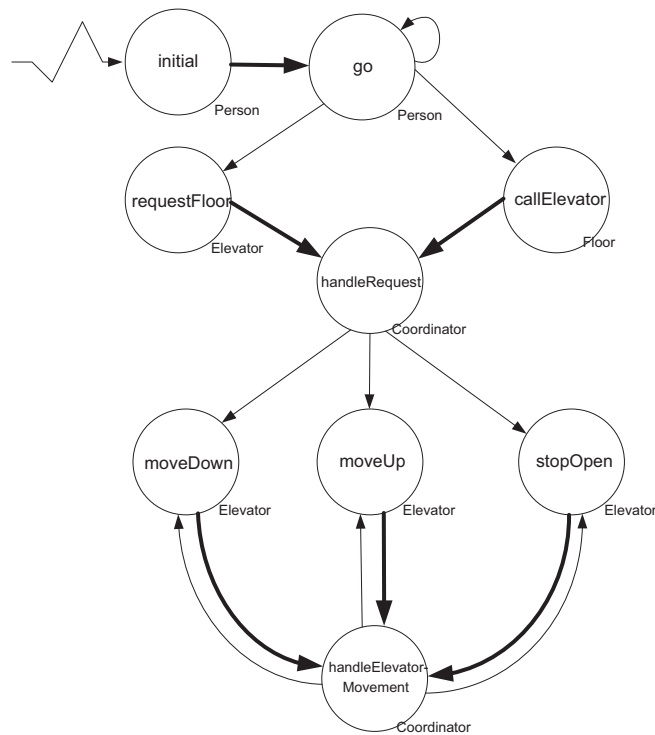 initial
Person
go
Person
requestFloor
Elevator
callElevator
Floor
handleRequest
Coordinator
moveDown
Elevator
moveUp
Elevator
stopOpen
Elevator
handleElevator-
Movement
Coordinator